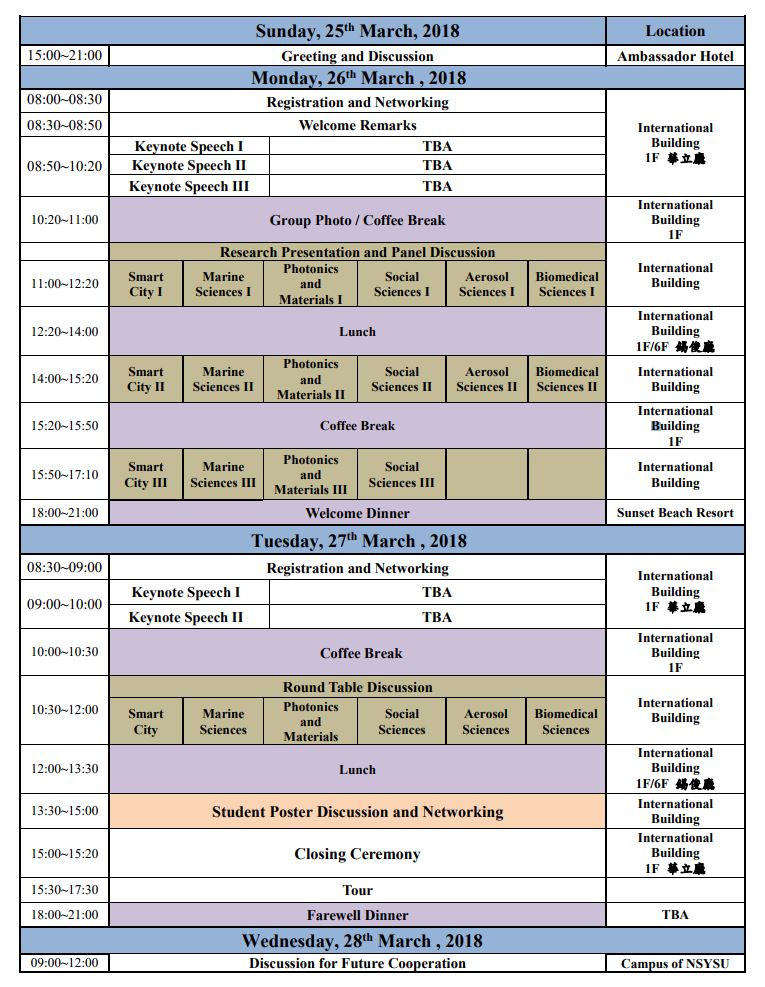 Sunday, 25th March, 2018 Location
15:00~21:00 Greeting and Discussion Ambassador Hotel
Monday, 26th March , 2018
08:00~08:30 Registration and Networking
08:30~08:50 Welcome Remarks
International
Building
1F 華立廳
08:50~10:20
Keynote Speech I TBA
Keynote Speech II TBA
Keynote Speech III TBA
10:20~11:00 Group Photo / Coffee Break
International
Building
1F
Research Presentation and Panel Discussion
11:00~12:20
Smart
City I
Marine
Sciences I
Photonics
and
Materials I
Social
Sciences I
Aerosol
Sciences I
Biomedical
Sciences I
International
Building
12:20~14:00 Lunch
International
Building
1F/6F 錫俊廳
14:00~15:20
Smart
City II
Marine
Sciences II
Photonics
and
Materials II
Social
Sciences II
Aerosol
Sciences II
Biomedical
Sciences II
International
Building
15:20~15:50 Coffee Break
International
Building
1F
15:50~17:10
Smart
City III
Marine
Sciences III
Photonics
and
Materials III
Social
Sciences III
International
Building
18:00~21:00 Welcome Dinner Sunset Beach Resort
Tuesday, 27th March , 2018
08:30~09:00 Registration and Networking
09:00~10:00
Keynote Speech I TBA
Keynote Speech II TBA
International
Building
1F 華立廳
10:00~10:30 Coffee Break
International
Building
1F
Round Table Discussion
10:30~12:00
Smart
City
Marine
Sciences
Photonics
and
Materials
Social
Sciences
Aerosol
Sciences
Biomedical
Sciences
International
Building
12:00~13:30 Lunch
International
Building
1F/6F 錫俊廳
13:30~15:00 Student Poster Discussion and Networking
International
Building
15:00~15:20 Closing Ceremony
International
Building
1F 華立廳
15:30~17:30 Tour
18:00~21:00 Farewell Dinner TBA
Wednesday, 28th March , 2018
09:00~12:00 Discussion for Future Cooperation Campus of NSYSU